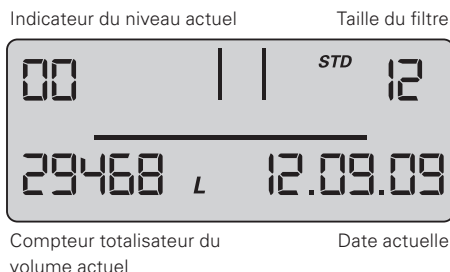 Indicateur du niveau actuel Taille du filtre
00 STD 12
29468 L 12.09.09
Compteur totalisateur du Date actuelle
volume actuel